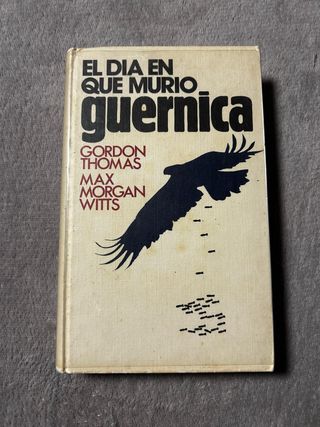 EL DIA EN
QUE MURIO
guernica
GORDON
THOMAS
MAX
MORGAN
WITTS